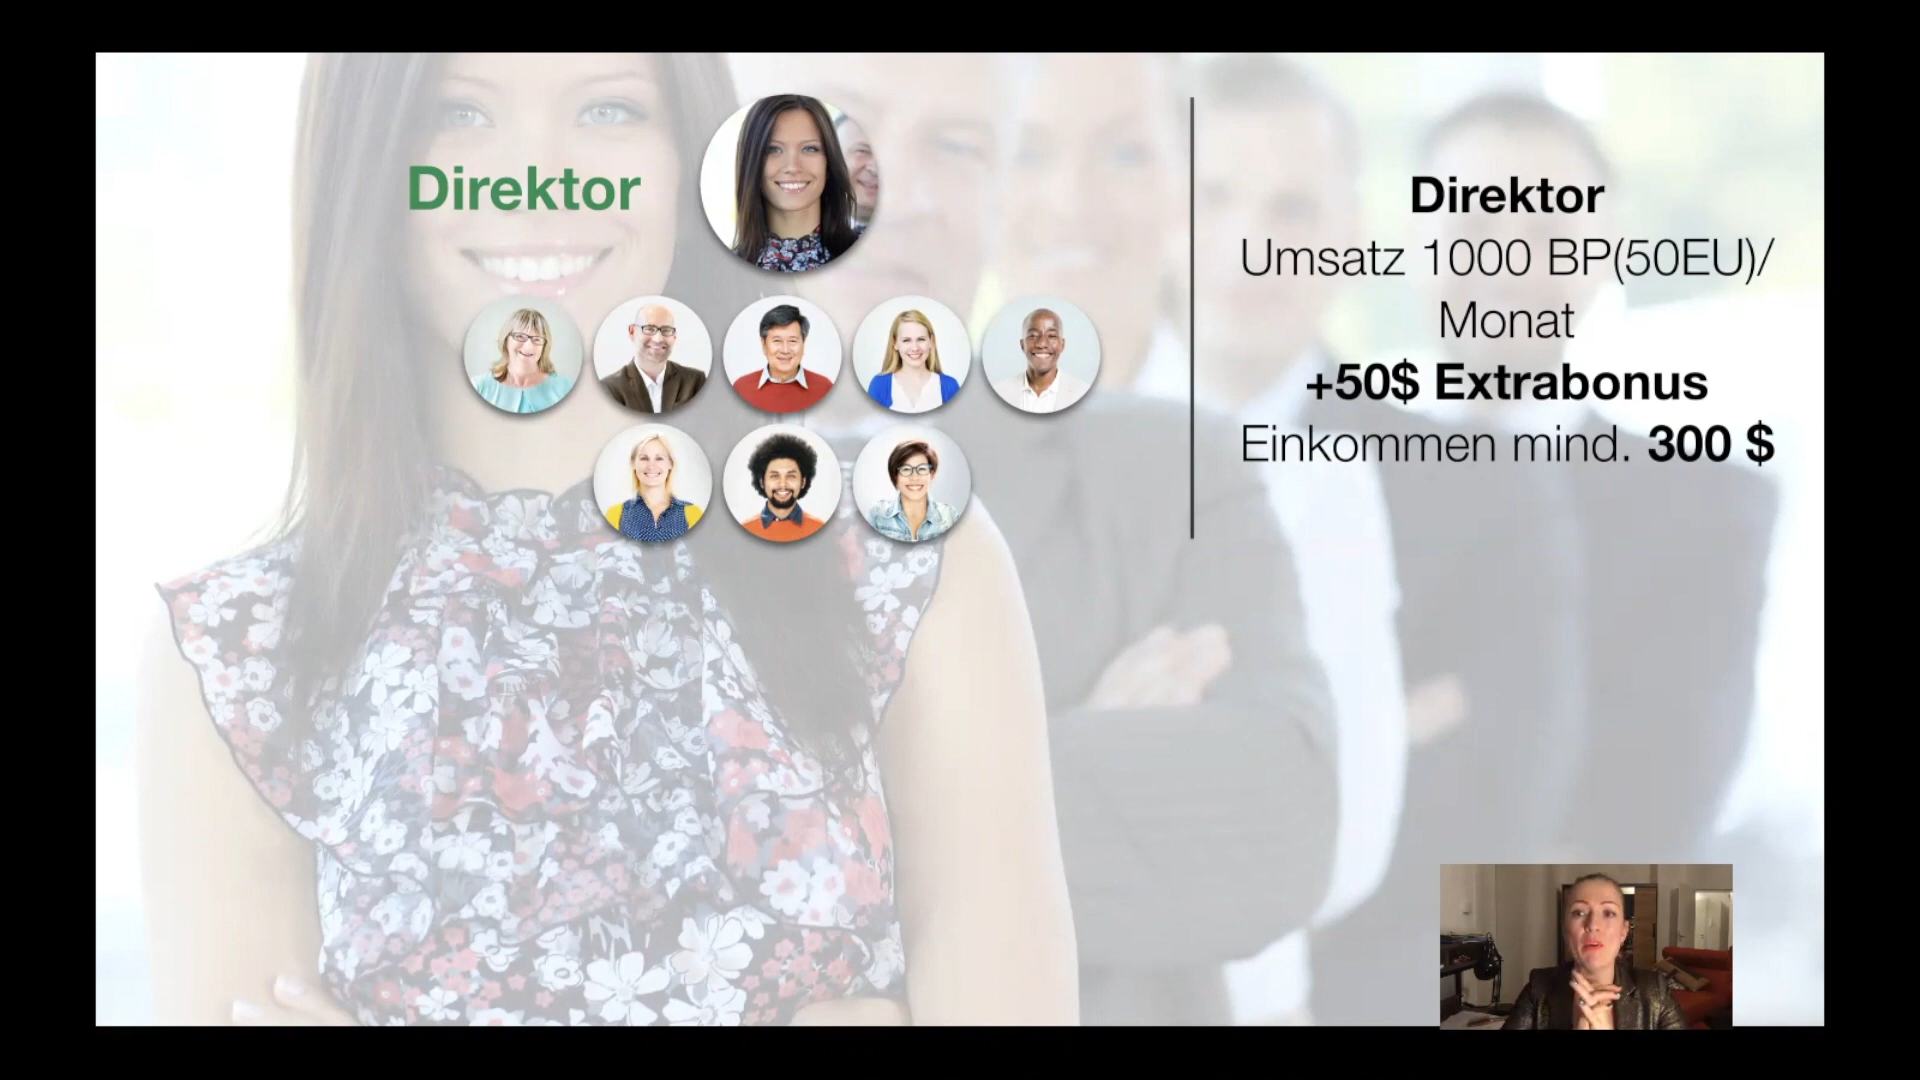 Direktor
Direktor
Umsatz 1000 BP(50EU)/
Monat
+50$ Extrabonus
Einkommen mind. 300 $